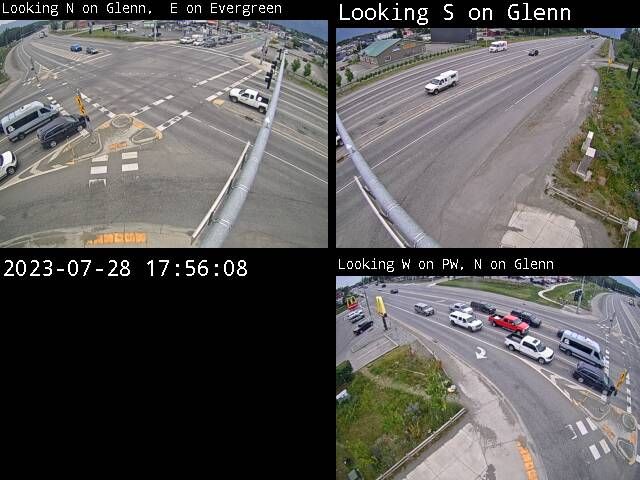 Looking N on Glenn,  E on Evergreen
Looking S on Glenn
2023-07-28 17:56:08
Looking W on PW, N on Glenn